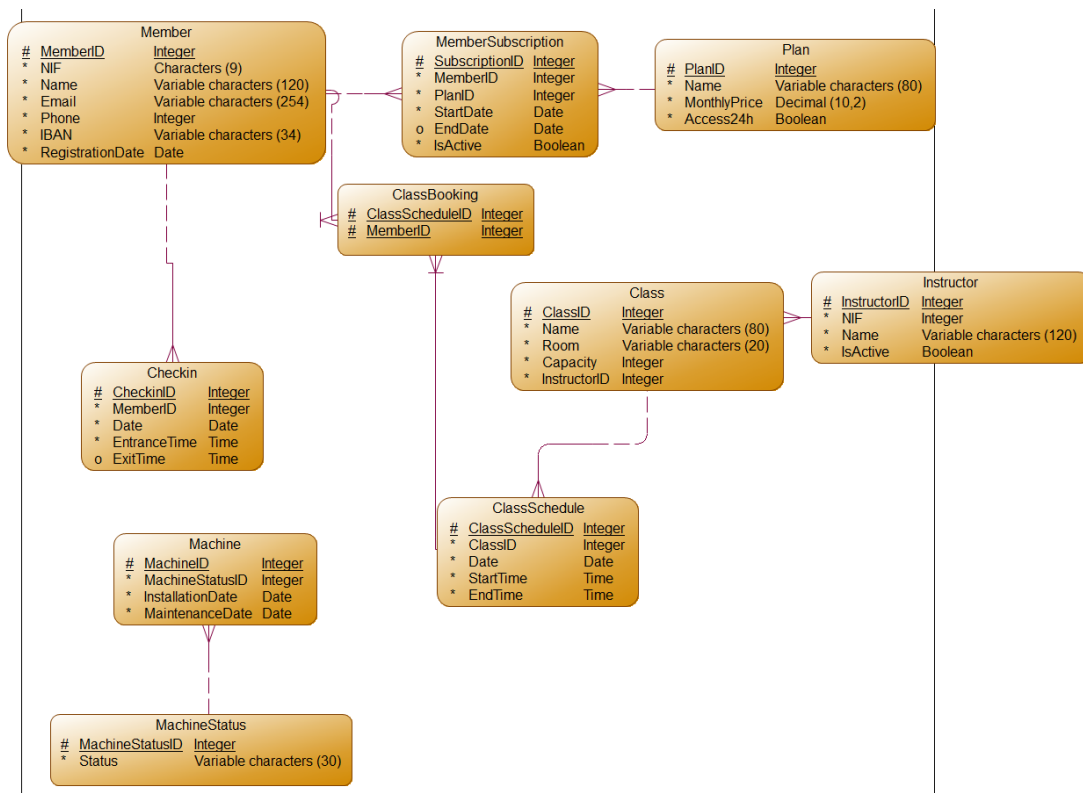 Member
# MemberID Integer
* NIF Characters (9)
* Name Variable characters (120)
* Email Variable characters (254)
* Phone Integer
* IBAN Variable characters (34)
* RegistrationDate Date
MemberSubscription
# SubscriptionID Integer
* MemberID Integer
* PlanID Integer
* StartDate Date
o EndDate Date
* IsActive Boolean
Plan
# PlanID Integer
* Name Variable characters (80)
* MonthlyPrice Decimal (10,2)
* Access24h Boolean
ClassBooking
# ClassScheduleID Integer
# MemberID Integer
Class
# ClassID Integer
* Name Variable characters (80)
* Room Variable characters (20)
* Capacity Integer
* InstructorID Integer
Instructor
# InstructorID Integer
* NIF Integer
* Name Variable characters (120)
* IsActive Boolean
Checkin
# CheckinID Integer
* MemberID Integer
* Date Date
* EntranceTime Time
o ExitTime Time
ClassSchedule
# ClassScheduleID Integer
* ClassID Integer
* Date Date
* StartTime Time
* EndTime Time
Machine
# MachineID Integer
* MachineStatusID Integer
* InstallationDate Date
* MaintenanceDate Date
MachineStatus
# MachineStatusID Integer
* Status Variable characters (30)